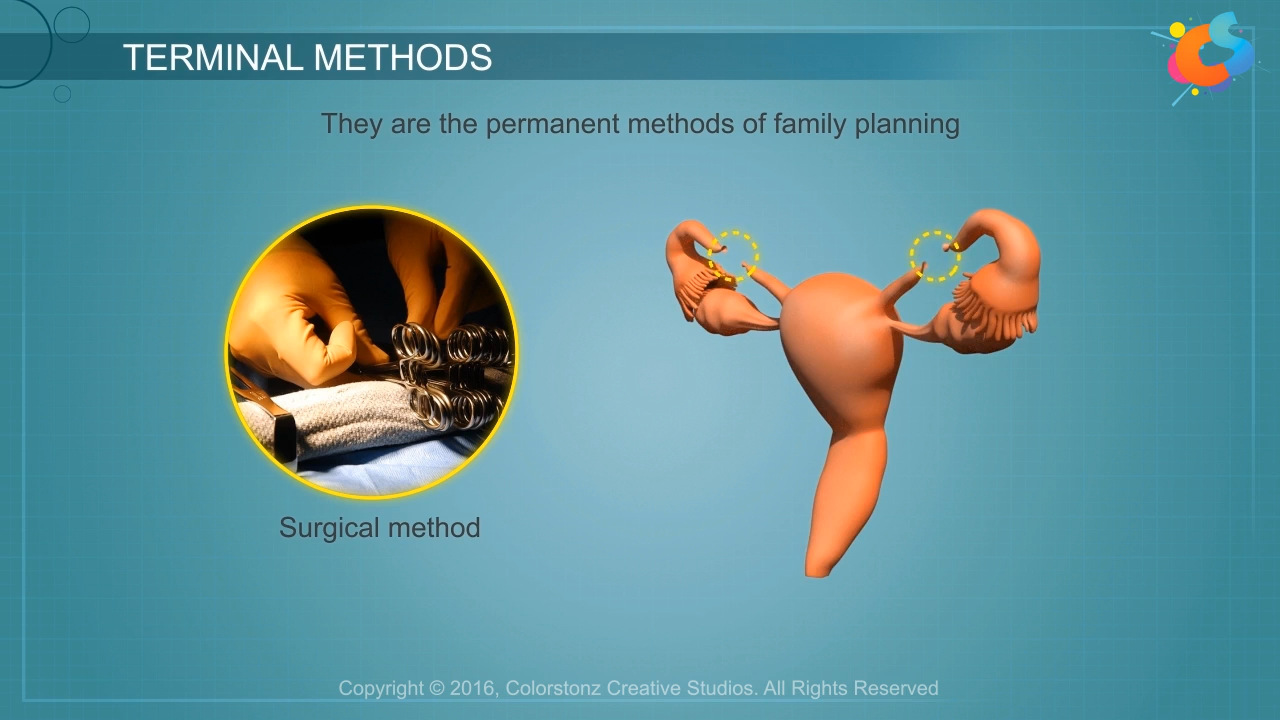 TERMINAL METHODS
They are the permanent methods of family planning
Surgical method
Copyright © 2016, Colorstonz Creative Studios. All Rights Reserved